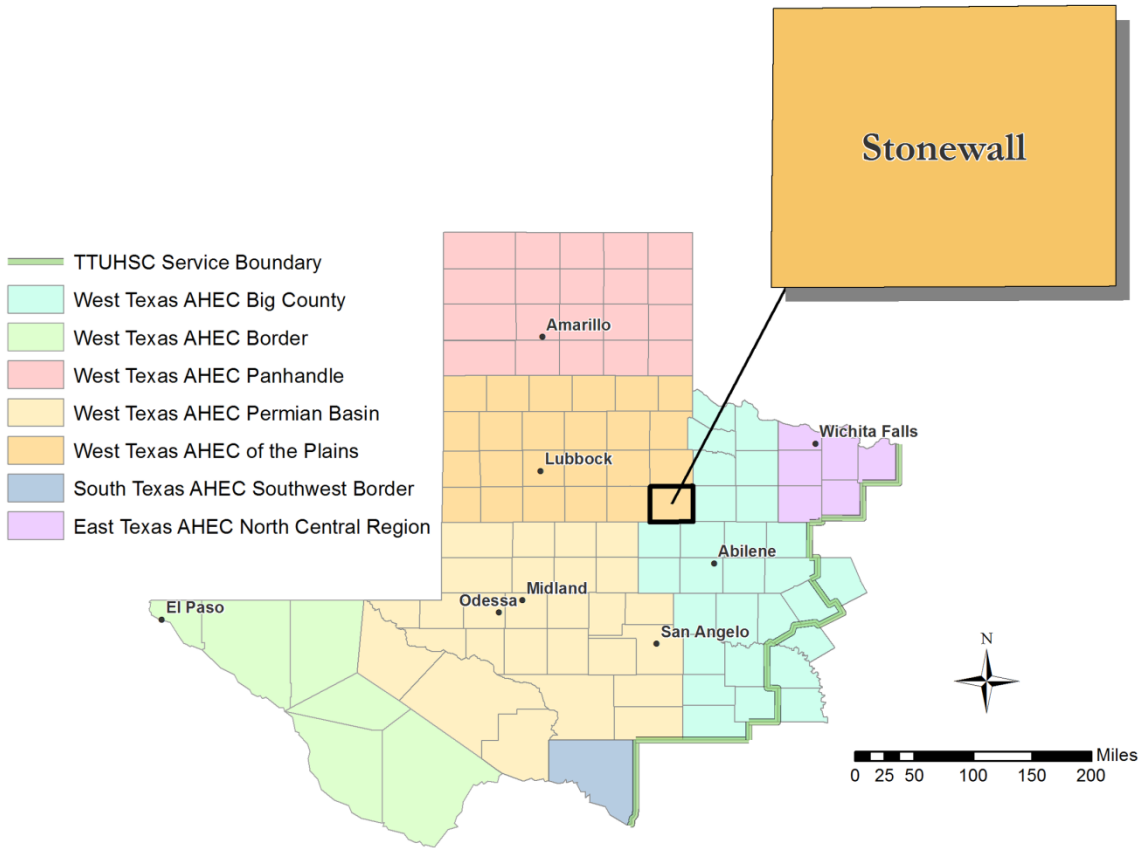 Stonewall
TTUHSC Service Boundary
West Texas AHEC Big County
West Texas AHEC Border
West Texas AHEC Panhandle
West Texas AHEC Permian Basin
West Texas AHEC of the Plains
South Texas AHEC Southwest Border
East Texas AHEC North Central Region
Amarillo
Wichita Falls
Lubbock
Abilene
Midland
Odessa
El Paso
San Angelo
N
Miles
0 25 50 100 150 200